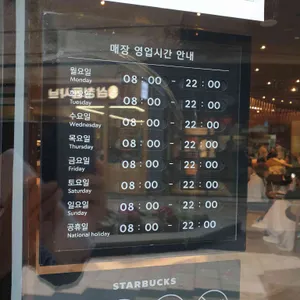 매장 영업시간 안내
월요일 08 : 00 - 22 : 00
Monday
08 : 00 - 22 : 00
Tuesday
수요일 08 : 00 - 22 : 00
Wednesday
목요일 08 : 00 - 22 : 00
Thursday
금요일 08 : 00 - 22 : 00
Friday
토요일 08 : 00 - 22 : 00
Saturday
일요일 08 : 00 - 22 : 00
Sunday
공휴일 08 : 00 - 22 : 00
National holiday
STARBUCKS